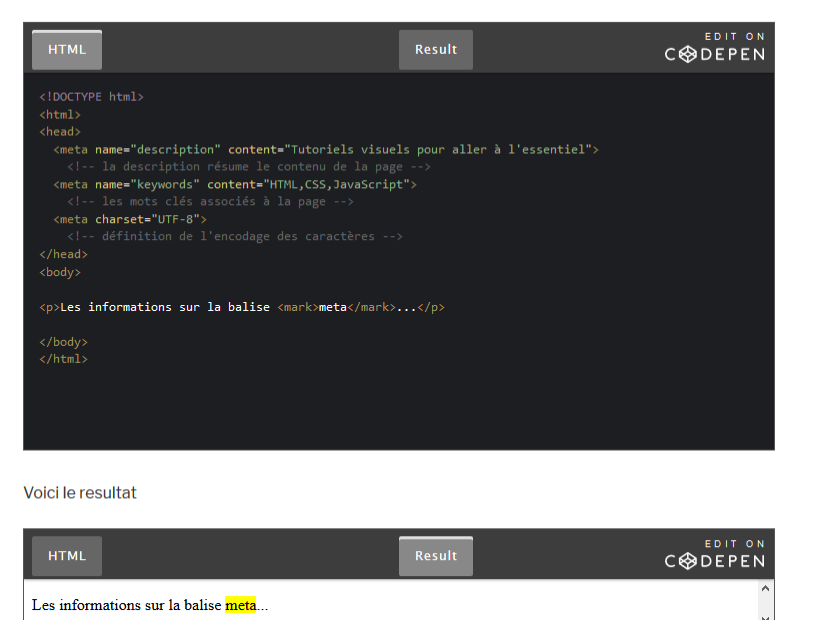 HTML
Result
EDIT ON
CODEPEN
<!DOCTYPE html>
<html>
<head>
<meta name="description" content="Tutoriels visuels pour aller à l'essentiel">
<!-- la description résume le contenu de la page -->
<meta name="keywords" content="HTML,CSS,JavaScript">
<!-- les mots clés associés à la page -->
<meta charset="UTF-8">
<!-- définition de l'encodage des caractères -->
</head>
<body>
<p>Les informations sur la balise <mark>meta</mark>...</p>
</body>
</html>
Voici le resultat
HTML
Result
EDIT ON
CODEPEN
Les informations sur la balise meta...